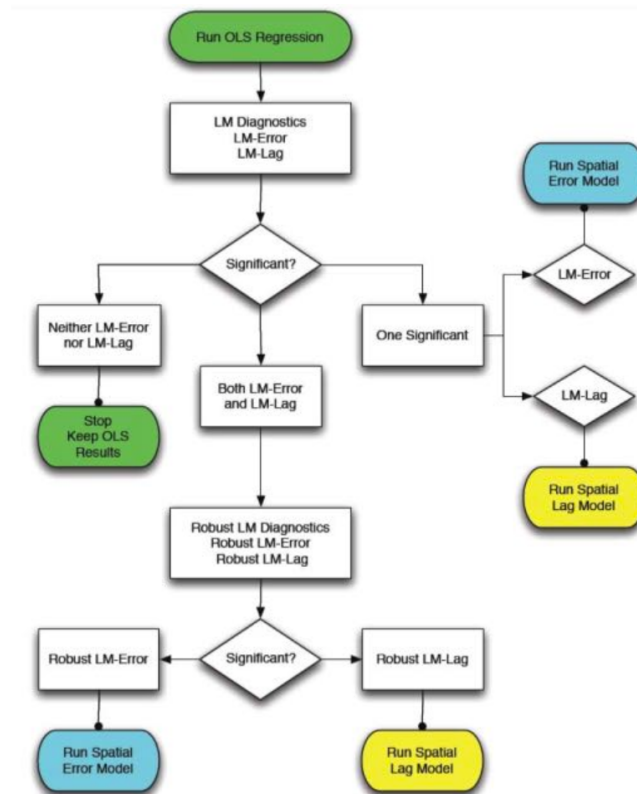 Run OLS Regression
LM Diagnostics
LM-Error
LM-Lag
Run Spatial
Error Model
Significant?
LM-Error
Neither LM-Error
nor LM-Lag
One Significant
Both LM-Error
and LM-Lag
LM-Lag
Stop
Keep OLS
Results
Run Spatial
Lag Model
Robust LM Diagnostics
Robust LM-Error
Robust LM-Lag
Robust LM-Error
Significant?
Robust LM-Lag
Run Spatial
Error Model
Run Spatial
Lag Model